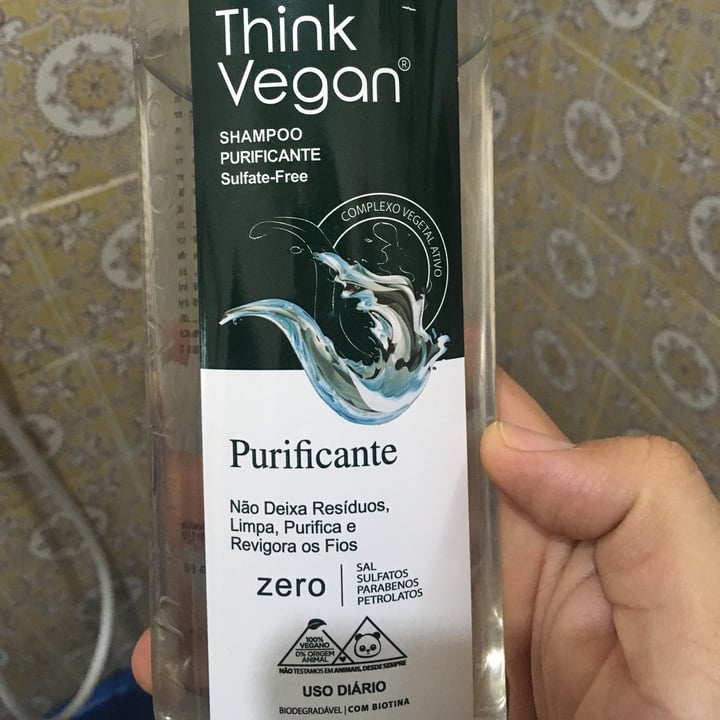 Think
Vegan®
SHAMPOO
PURIFICANTE
Sulfate-Free
COMPLEXO VEGETAL ATIVO
Purificante
Não Deixa Resíduos,
Limpa, Purifica e
Revigora os Fios
zero
SAL
SULFATOS
PARABENOS
PETROLATOS
100%
VEGANO
0% ORIGEM
ANIMAL
NÃO TESTAMOS EM ANIMAIS, DESDE SEMPRE
USO DIÁRIO
BIODEGRADÁVEL | COM BIOTINA